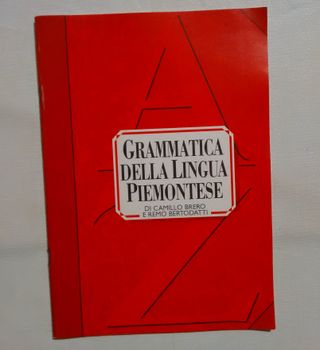 A
GRAMMATICA
DELLA LINGUA
PIEMONTESE
DI CAMILLO BRERO
E REMO BERTODATTI
Z